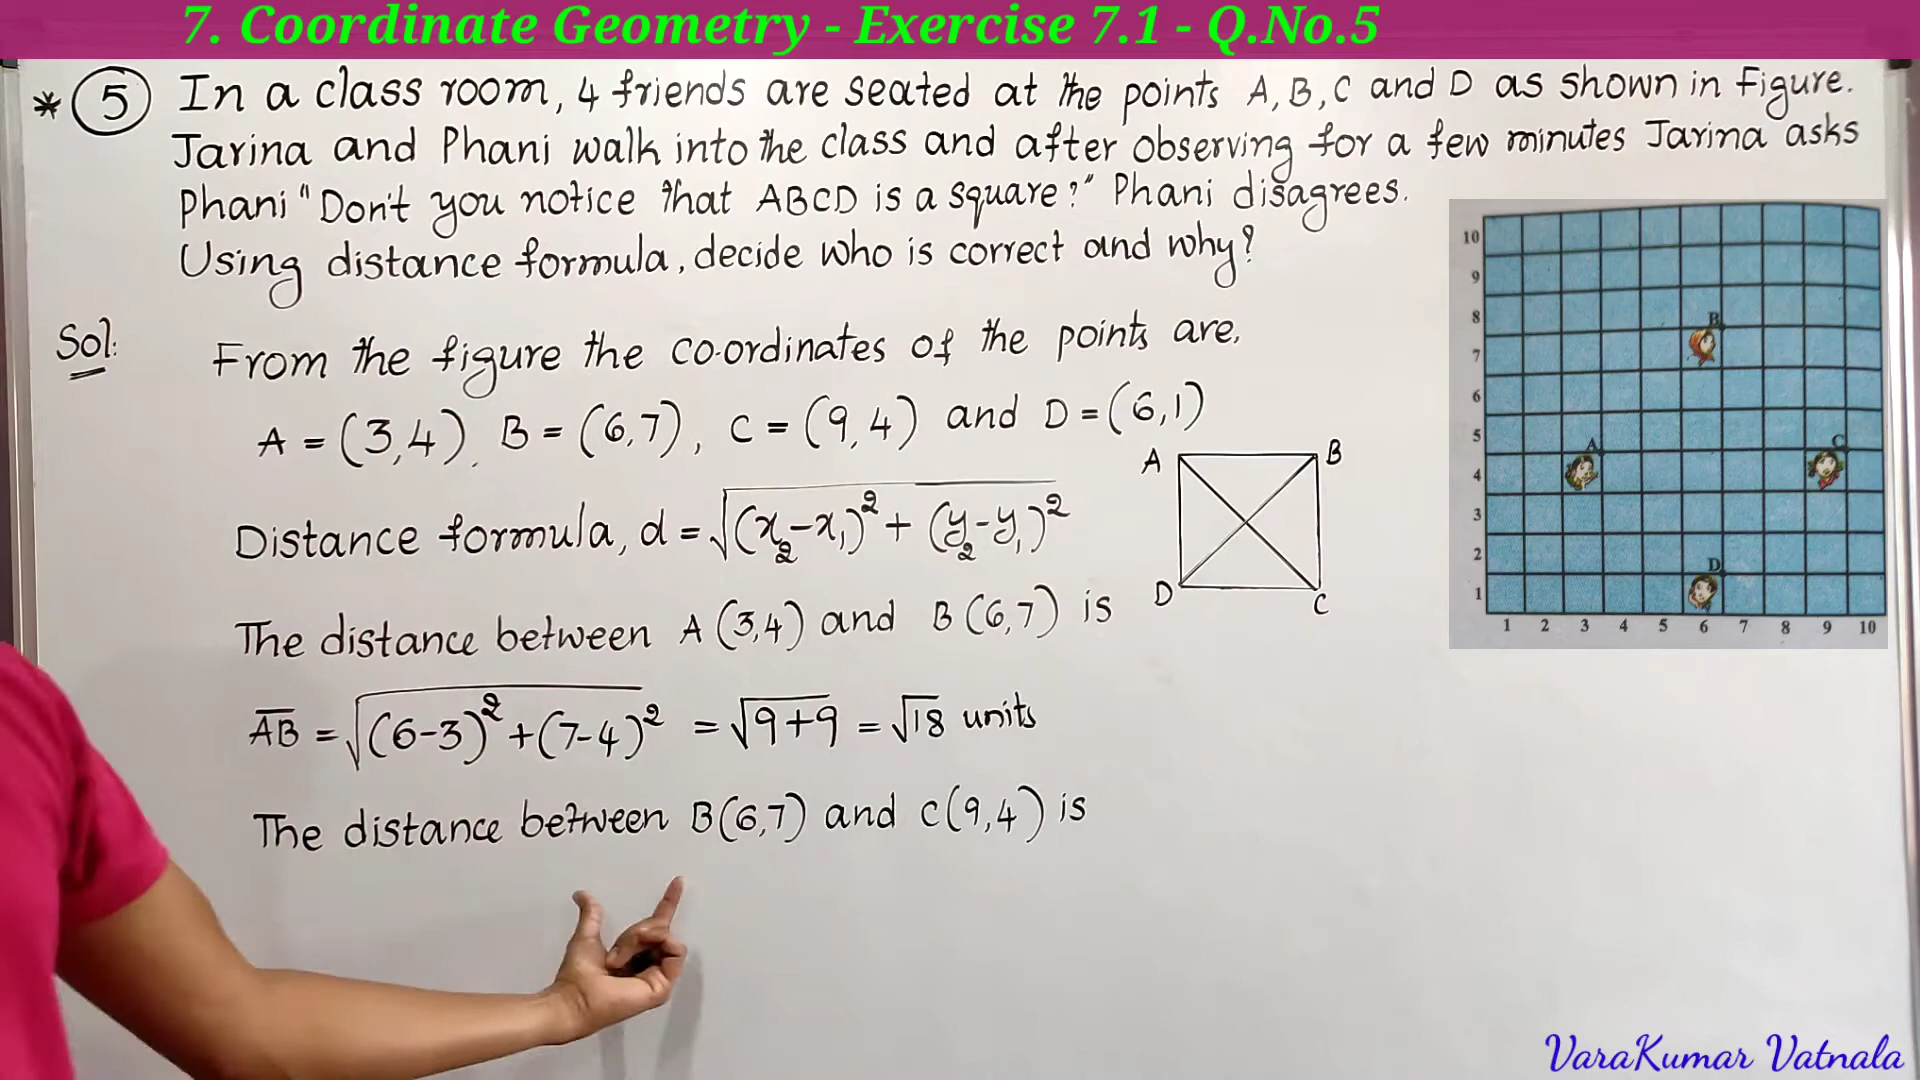 7. Coordinate Geometry - Exercise 7.1 - Q.No.5
* 5 In a class room, 4 friends are seated at the points A, B, C and D as shown in Figure.
Jarina and Phani walk into the class and after observing for a few minutes Jarina asks
Phani "Don't you notice that ABCD is a square?" Phani disagrees.
Using distance formula, decide who is correct and why?
Sol: From the figure the co-ordinates of the points are,
A = (3,4), B = (6,7), C = (9,4) and D = (6,1)
Distance formula, d = √(x₂-x₁)² + (y₂-y₁)²
The distance between A (3,4) and B (6,7) is
AB = √(6-3)² + (7-4)² = √9+9 = √18 units
The distance between B(6,7) and C(9,4) is
A B
D C
10
9
8 B
7
6
5 A C
4
3
2 D
1
1 2 3 4 5 6 7 8 9 10
VaraKumar Vatnala